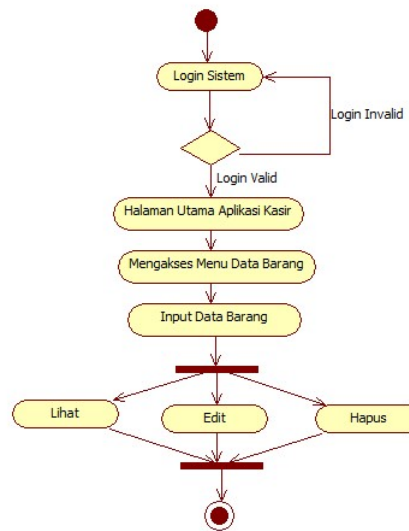 Login Sistem
Login Invalid
Login Valid
Halaman Utama Aplikasi Kasir
Mengakses Menu Data Barang
Input Data Barang
Lihat
Edit
Hapus